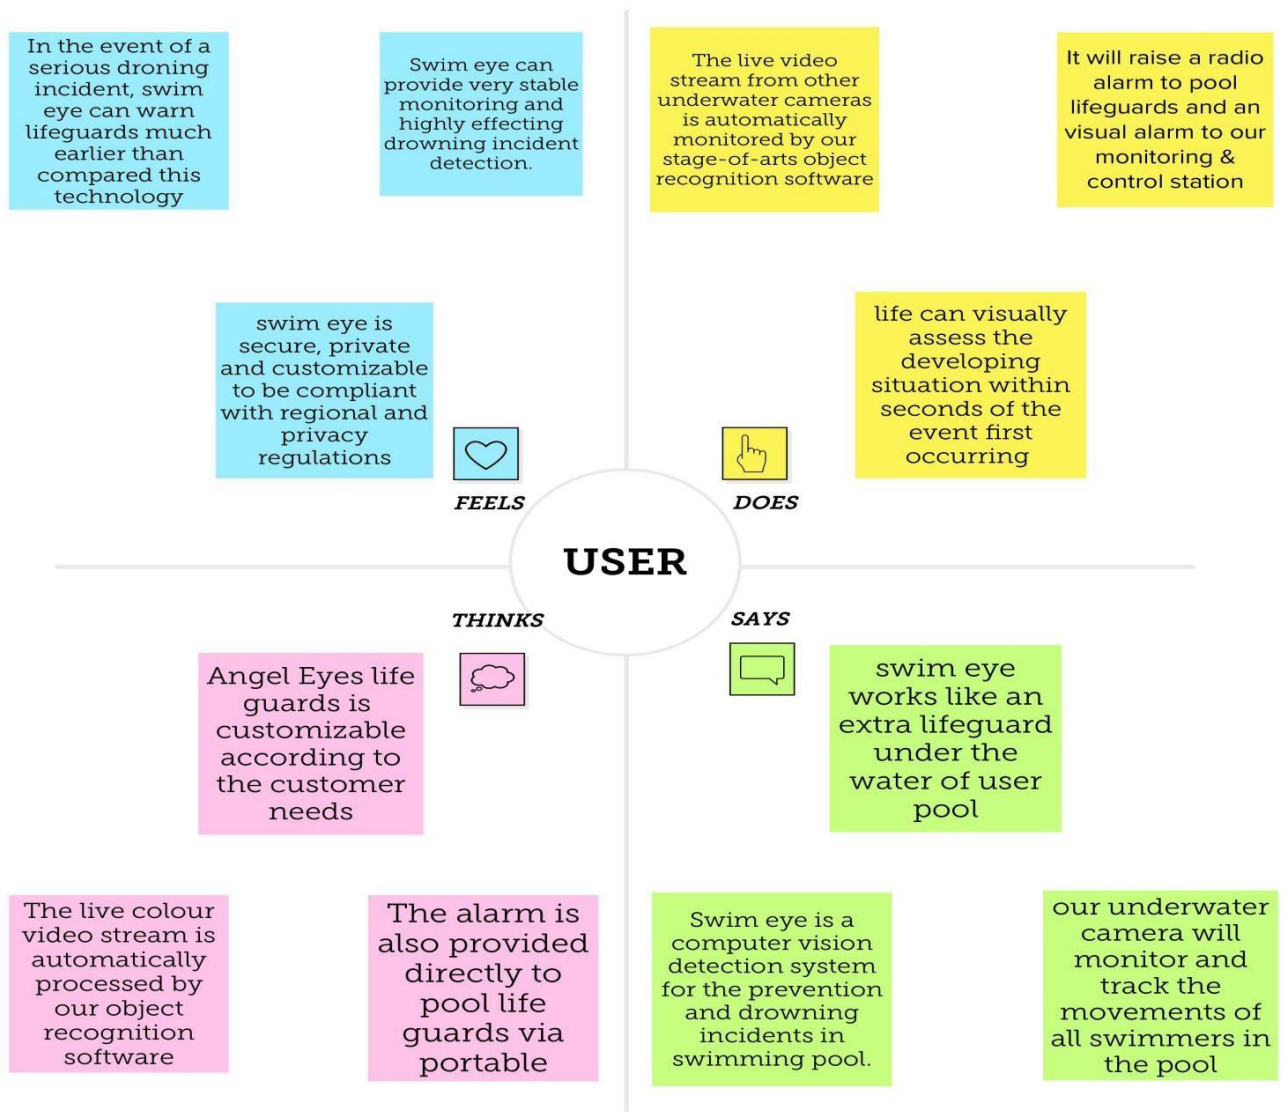 In the event of a
serious droning
incident, swim
eye can warn
lifeguards much
earlier than
compared this
technology
Swim eye can
provide very stable
monitoring and
highly effecting
drowning incident
detection.
swim eye is
secure, private
and customizable
to be compliant
with regional and
privacy
regulations
FEELS
The live video
stream from other
underwater cameras
is automatically
monitored by our
stage-of-arts object
recognition software
It will raise a radio
alarm to pool
lifeguards and an
visual alarm to our
monitoring &
control station
life can visually
assess the
developing
situation within
seconds of the
event first
occurring
DOES
USER
THINKS
Angel Eyes life
guards is
customizable
according to
the customer
needs
The live colour
video stream is
automatically
processed by
our object
recognition
software
The alarm is
also provided
directly to
pool life
guards via
portable
SAYS
swim eye
works like an
extra lifeguard
under the
water of user
pool
Swim eye is a
computer vision
detection system
for the prevention
and drowning
incidents in
swimming pool.
our underwater
camera will
monitor and
track the
movements of
all swimmers in
the pool